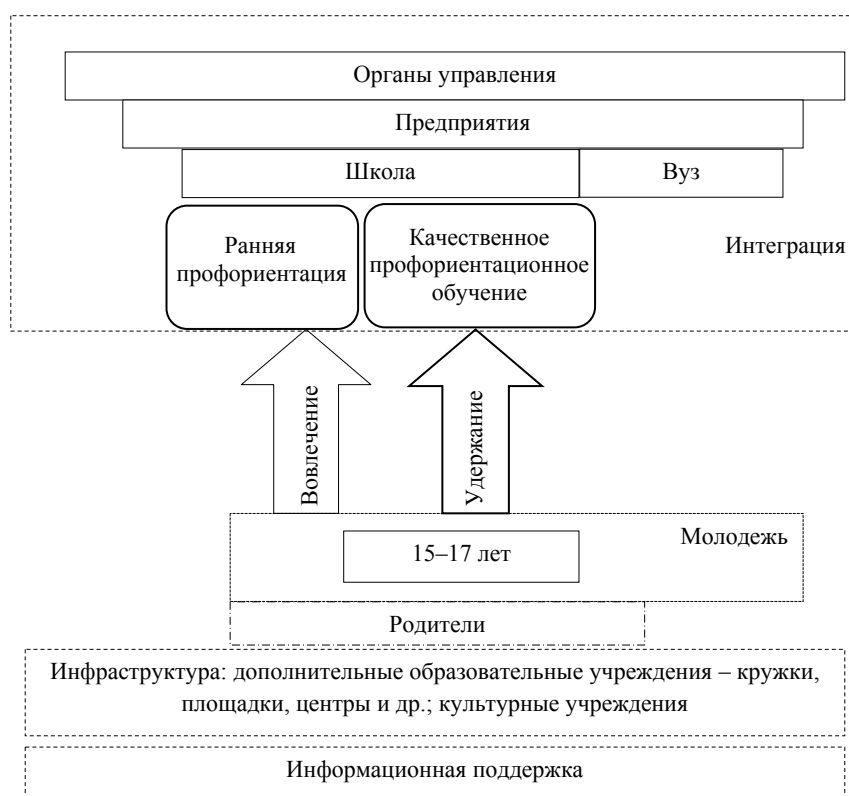 Органы управления
Предприятия
Школа
Вуз
Ранняя
профориентация
Качественное
профориентационное
обучение
Интеграция
Вовлечение
Удержание
Молодежь
15–17 лет
Родители
Инфраструктура: дополнительные образовательные учреждения – кружки,
площадки, центры и др.; культурные учреждения
Информационная поддержка